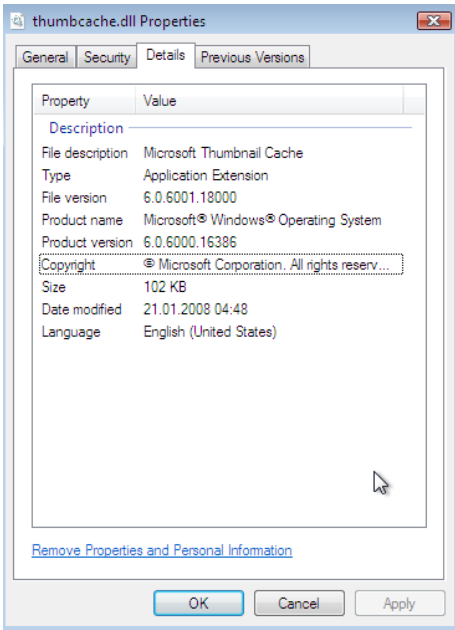 thumbcache.dll Properties
General Security Details Previous Versions
Property Value
Description
File description Microsoft Thumbnail Cache
Type Application Extension
File version 6.0.6001.18000
Product name Microsoft® Windows® Operating System
Product version 6.0.6000.16386
Copyright © Microsoft Corporation. All rights reserv...
Size 102 KB
Date modified 21.01.2008 04:48
Language English (United States)
Remove Properties and Personal Information
OK Cancel Apply